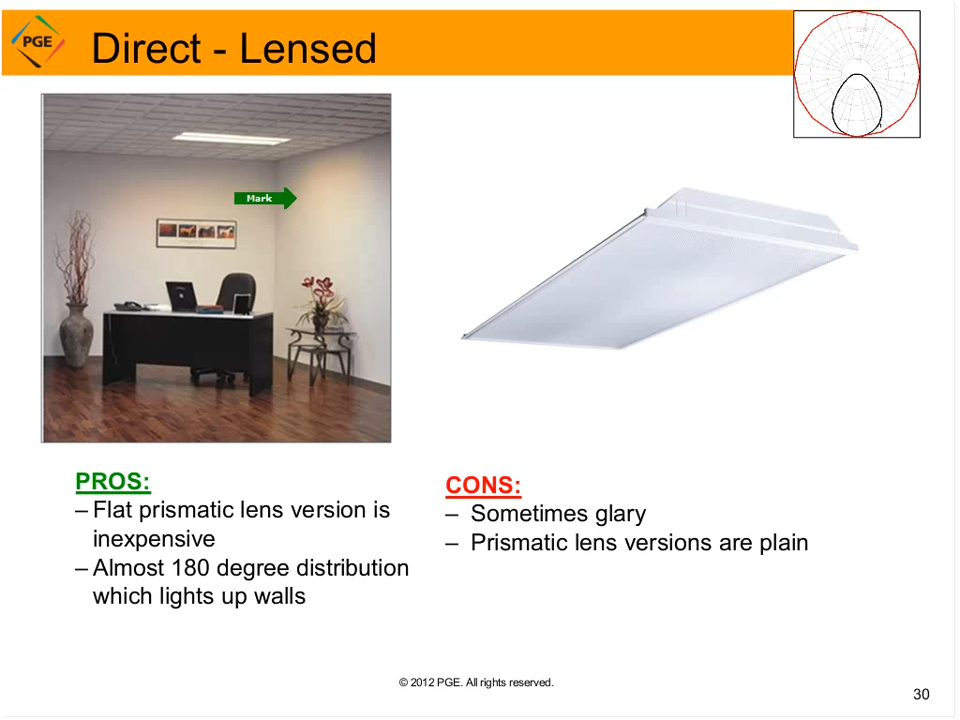 PGE
Direct - Lensed
Mark
PROS:
– Flat prismatic lens version is
inexpensive
– Almost 180 degree distribution
which lights up walls
CONS:
– Sometimes glary
– Prismatic lens versions are plain
© 2012 PGE. All rights reserved.
30